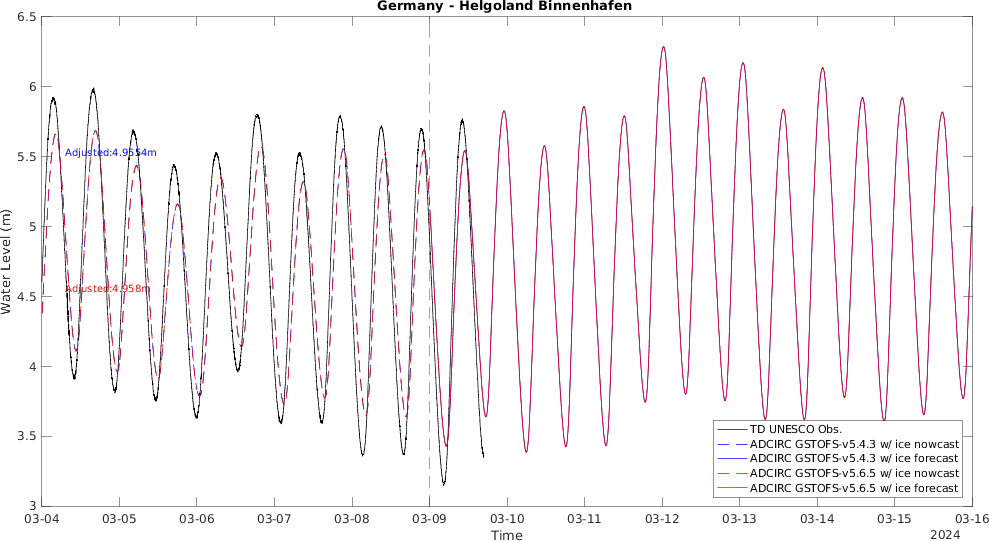 Germany - Helgoland Binnenhafen
6.5
6
5.5
5
4.5
4
3.5
3
Water Level (m)
Adjusted:4.9554m
Adjusted:4.958m
TD UNESCO Obs.
ADCIRC GSTOFS-v5.4.3 w/ ice nowcast
ADCIRC GSTOFS-v5.4.3 w/ ice forecast
ADCIRC GSTOFS-v5.6.5 w/ ice nowcast
ADCIRC GSTOFS-v5.6.5 w/ ice forecast
03-04 03-05 03-06 03-07 03-08 03-09 03-10 03-11 03-12 03-13 03-14 03-15 03-16
Time
2024